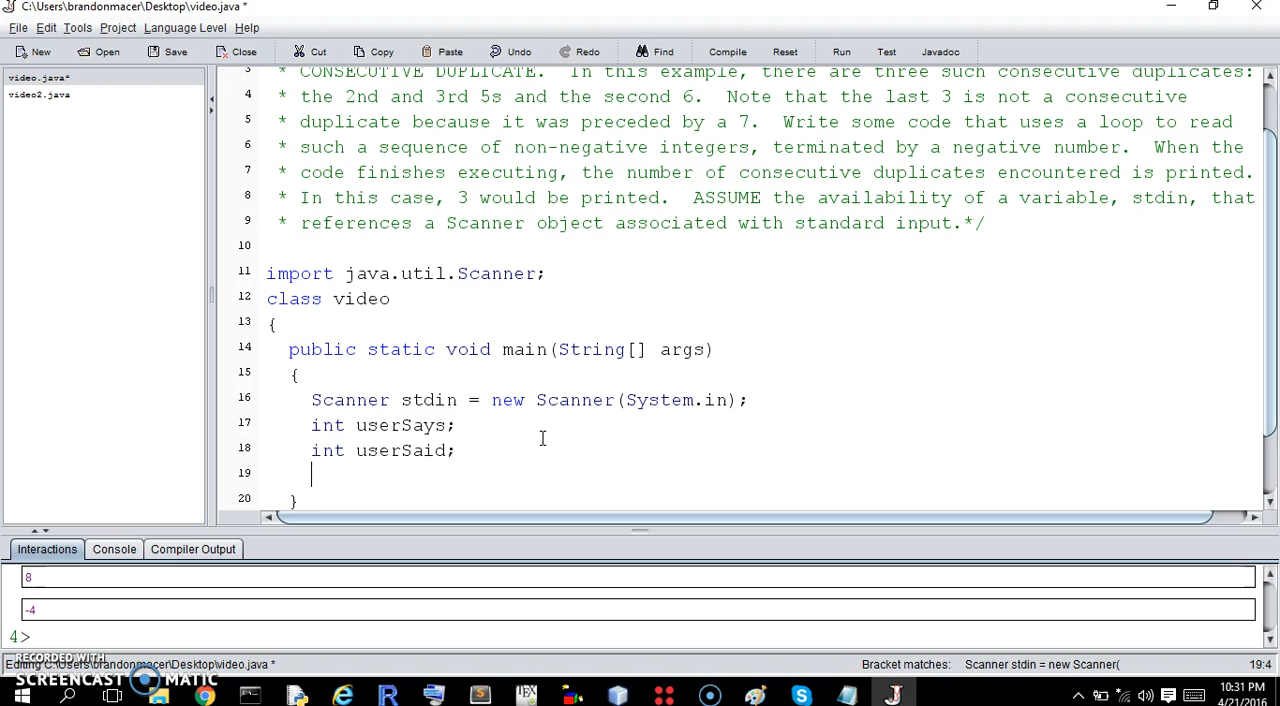 C:\Users\brandonmacer\Desktop\video.java *
File Edit Tools Project Language Level Help
New Open Save Close Cut Copy Paste Undo Redo Find Compile Reset Run Test Javadoc
video.java*
video2.java
3 * CONSECUTIVE DUPLICATE. In this example, there are three such consecutive duplicates:
4 * the 2nd and 3rd 5s and the second 6. Note that the last 3 is not a consecutive
5 * duplicate because it was preceded by a 7. Write some code that uses a loop to read
6 * such a sequence of non-negative integers, terminated by a negative number. When the
7 * code finishes executing, the number of consecutive duplicates encountered is printed.
8 * In this case, 3 would be printed. ASSUME the availability of a variable, stdin, that
9 * references a Scanner object associated with standard input.*/
10
11 import java.util.Scanner;
12 class video
13 {
14 public static void main(String[] args)
15 {
16 Scanner stdin = new Scanner(System.in);
17 int userSays;
18 int userSaid;
19
20 }
Interactions Console Compiler Output
8
-4
4>
Editing C:\Users\brandonmacer\Desktop\video.java * Bracket matches: Scanner stdin = new Scanner( 19:4
RECORDED WITH
SCREENCAST MATIC
10:31 PM
4/21/2016